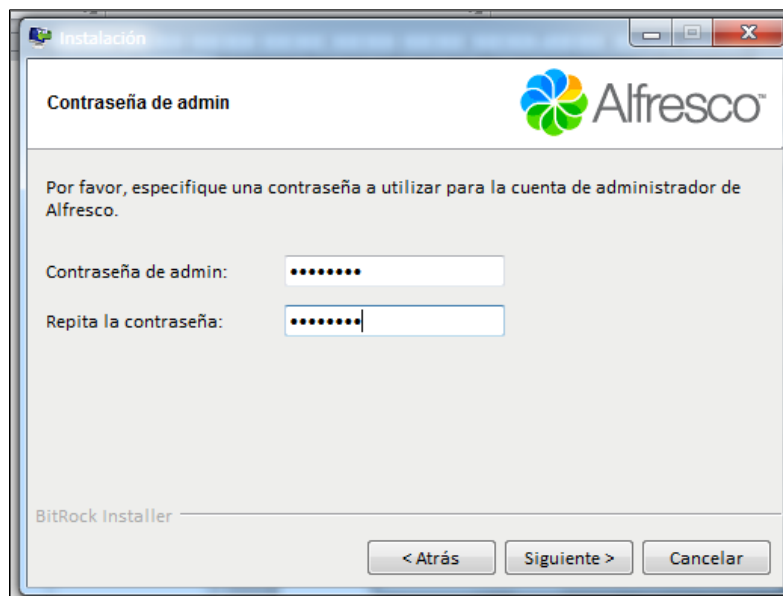 Instalación
Contraseña de admin
Alfresco™
Por favor, especifique una contraseña a utilizar para la cuenta de administrador de
Alfresco.
Contraseña de admin: ••••••••
Repita la contraseña: ••••••••
BitRock Installer
< Atrás Siguiente > Cancelar